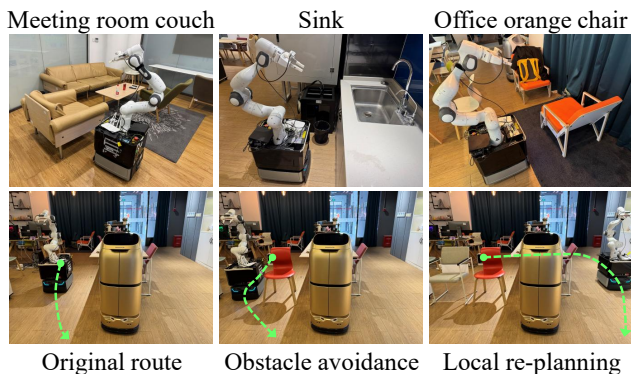 Meeting room couch
Sink
Office orange chair
Original route
Obstacle avoidance
Local re-planning